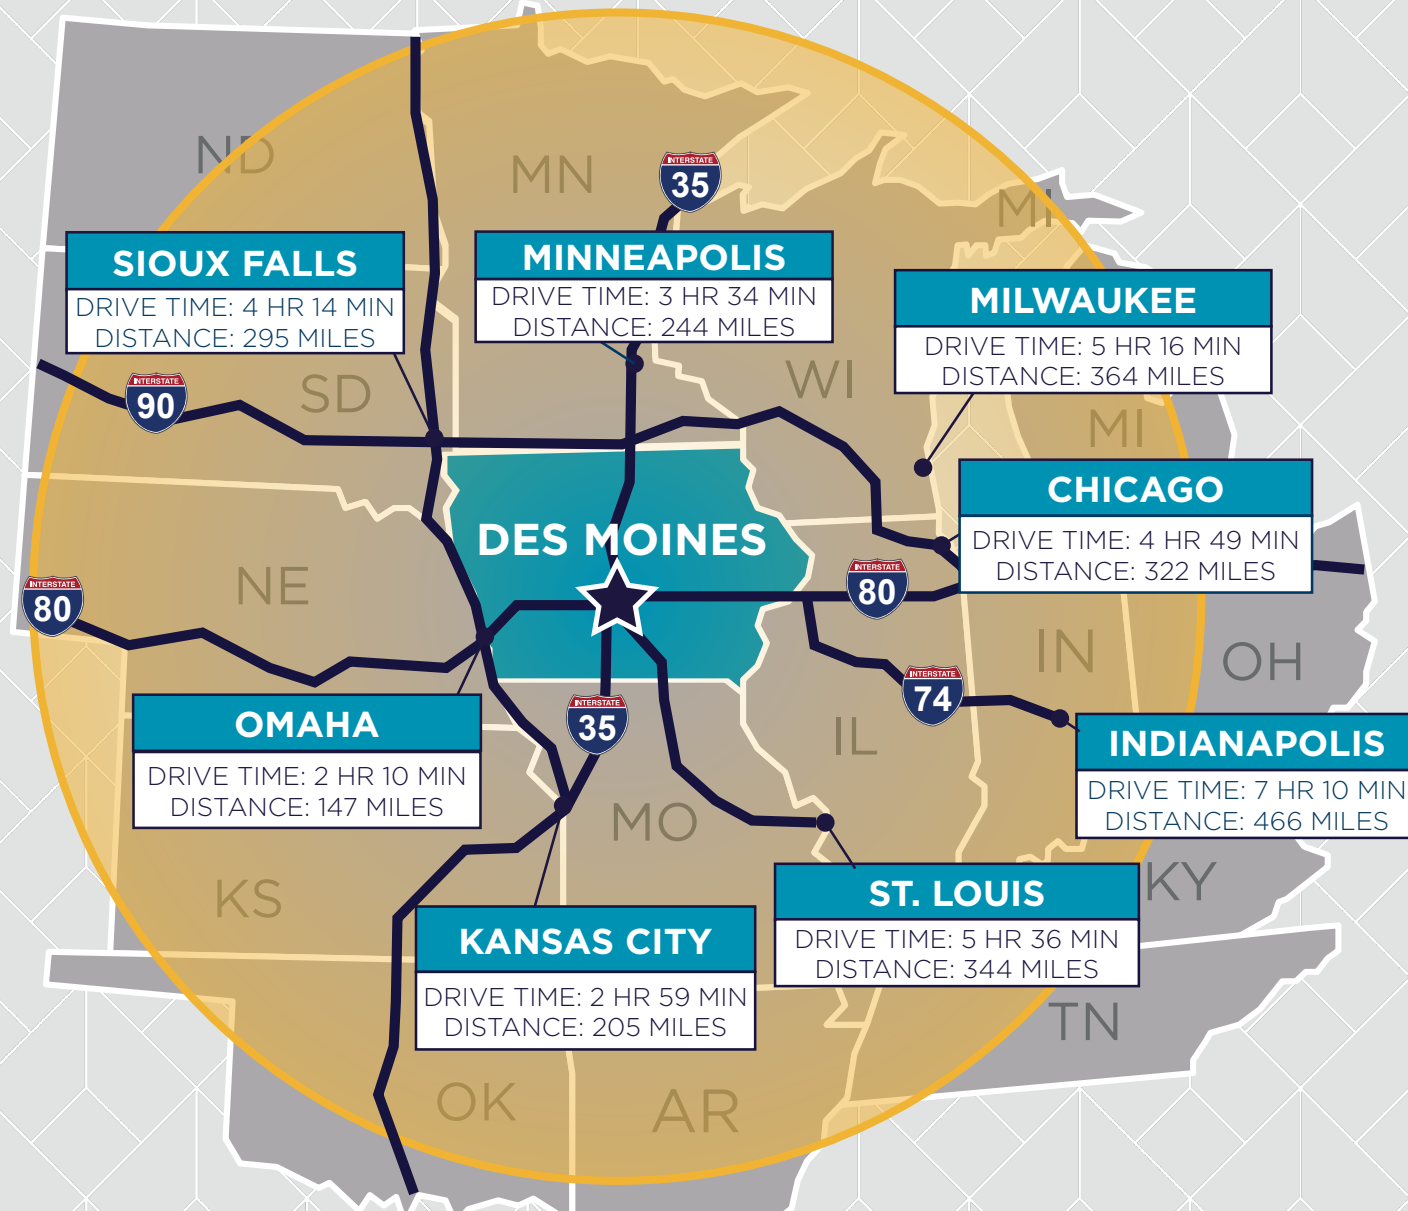 ND
MN
INTERSTATE
35
MI
SIOUX FALLS
DRIVE TIME: 4 HR 14 MIN
DISTANCE: 295 MILES
MINNEAPOLIS
DRIVE TIME: 3 HR 34 MIN
DISTANCE: 244 MILES
MILWAUKEE
DRIVE TIME: 5 HR 16 MIN
DISTANCE: 364 MILES
INTERSTATE
90
SD
WI
MI
CHICAGO
DRIVE TIME: 4 HR 49 MIN
DISTANCE: 322 MILES
DES MOINES
INTERSTATE
80
NE
INTERSTATE
80
IN
OH
INTERSTATE
74
OMAHA
DRIVE TIME: 2 HR 10 MIN
DISTANCE: 147 MILES
INTERSTATE
35
IL
INDIANAPOLIS
DRIVE TIME: 7 HR 10 MIN
DISTANCE: 466 MILES
MO
KS
KY
ST. LOUIS
DRIVE TIME: 5 HR 36 MIN
DISTANCE: 344 MILES
KANSAS CITY
DRIVE TIME: 2 HR 59 MIN
DISTANCE: 205 MILES
TN
OK
AR